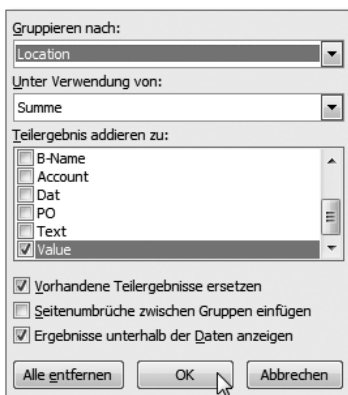 Gruppieren nach:
Location
Unter Verwendung von:
Summe
Teilergebnis addieren zu:
B-Name
Account
Dat
PO
Text
Value
Vorhandene Teilergebnisse ersetzen
Seitenumbrüche zwischen Gruppen einfügen
Ergebnisse unterhalb der Daten anzeigen
Alle entfernen OK Abbrechen